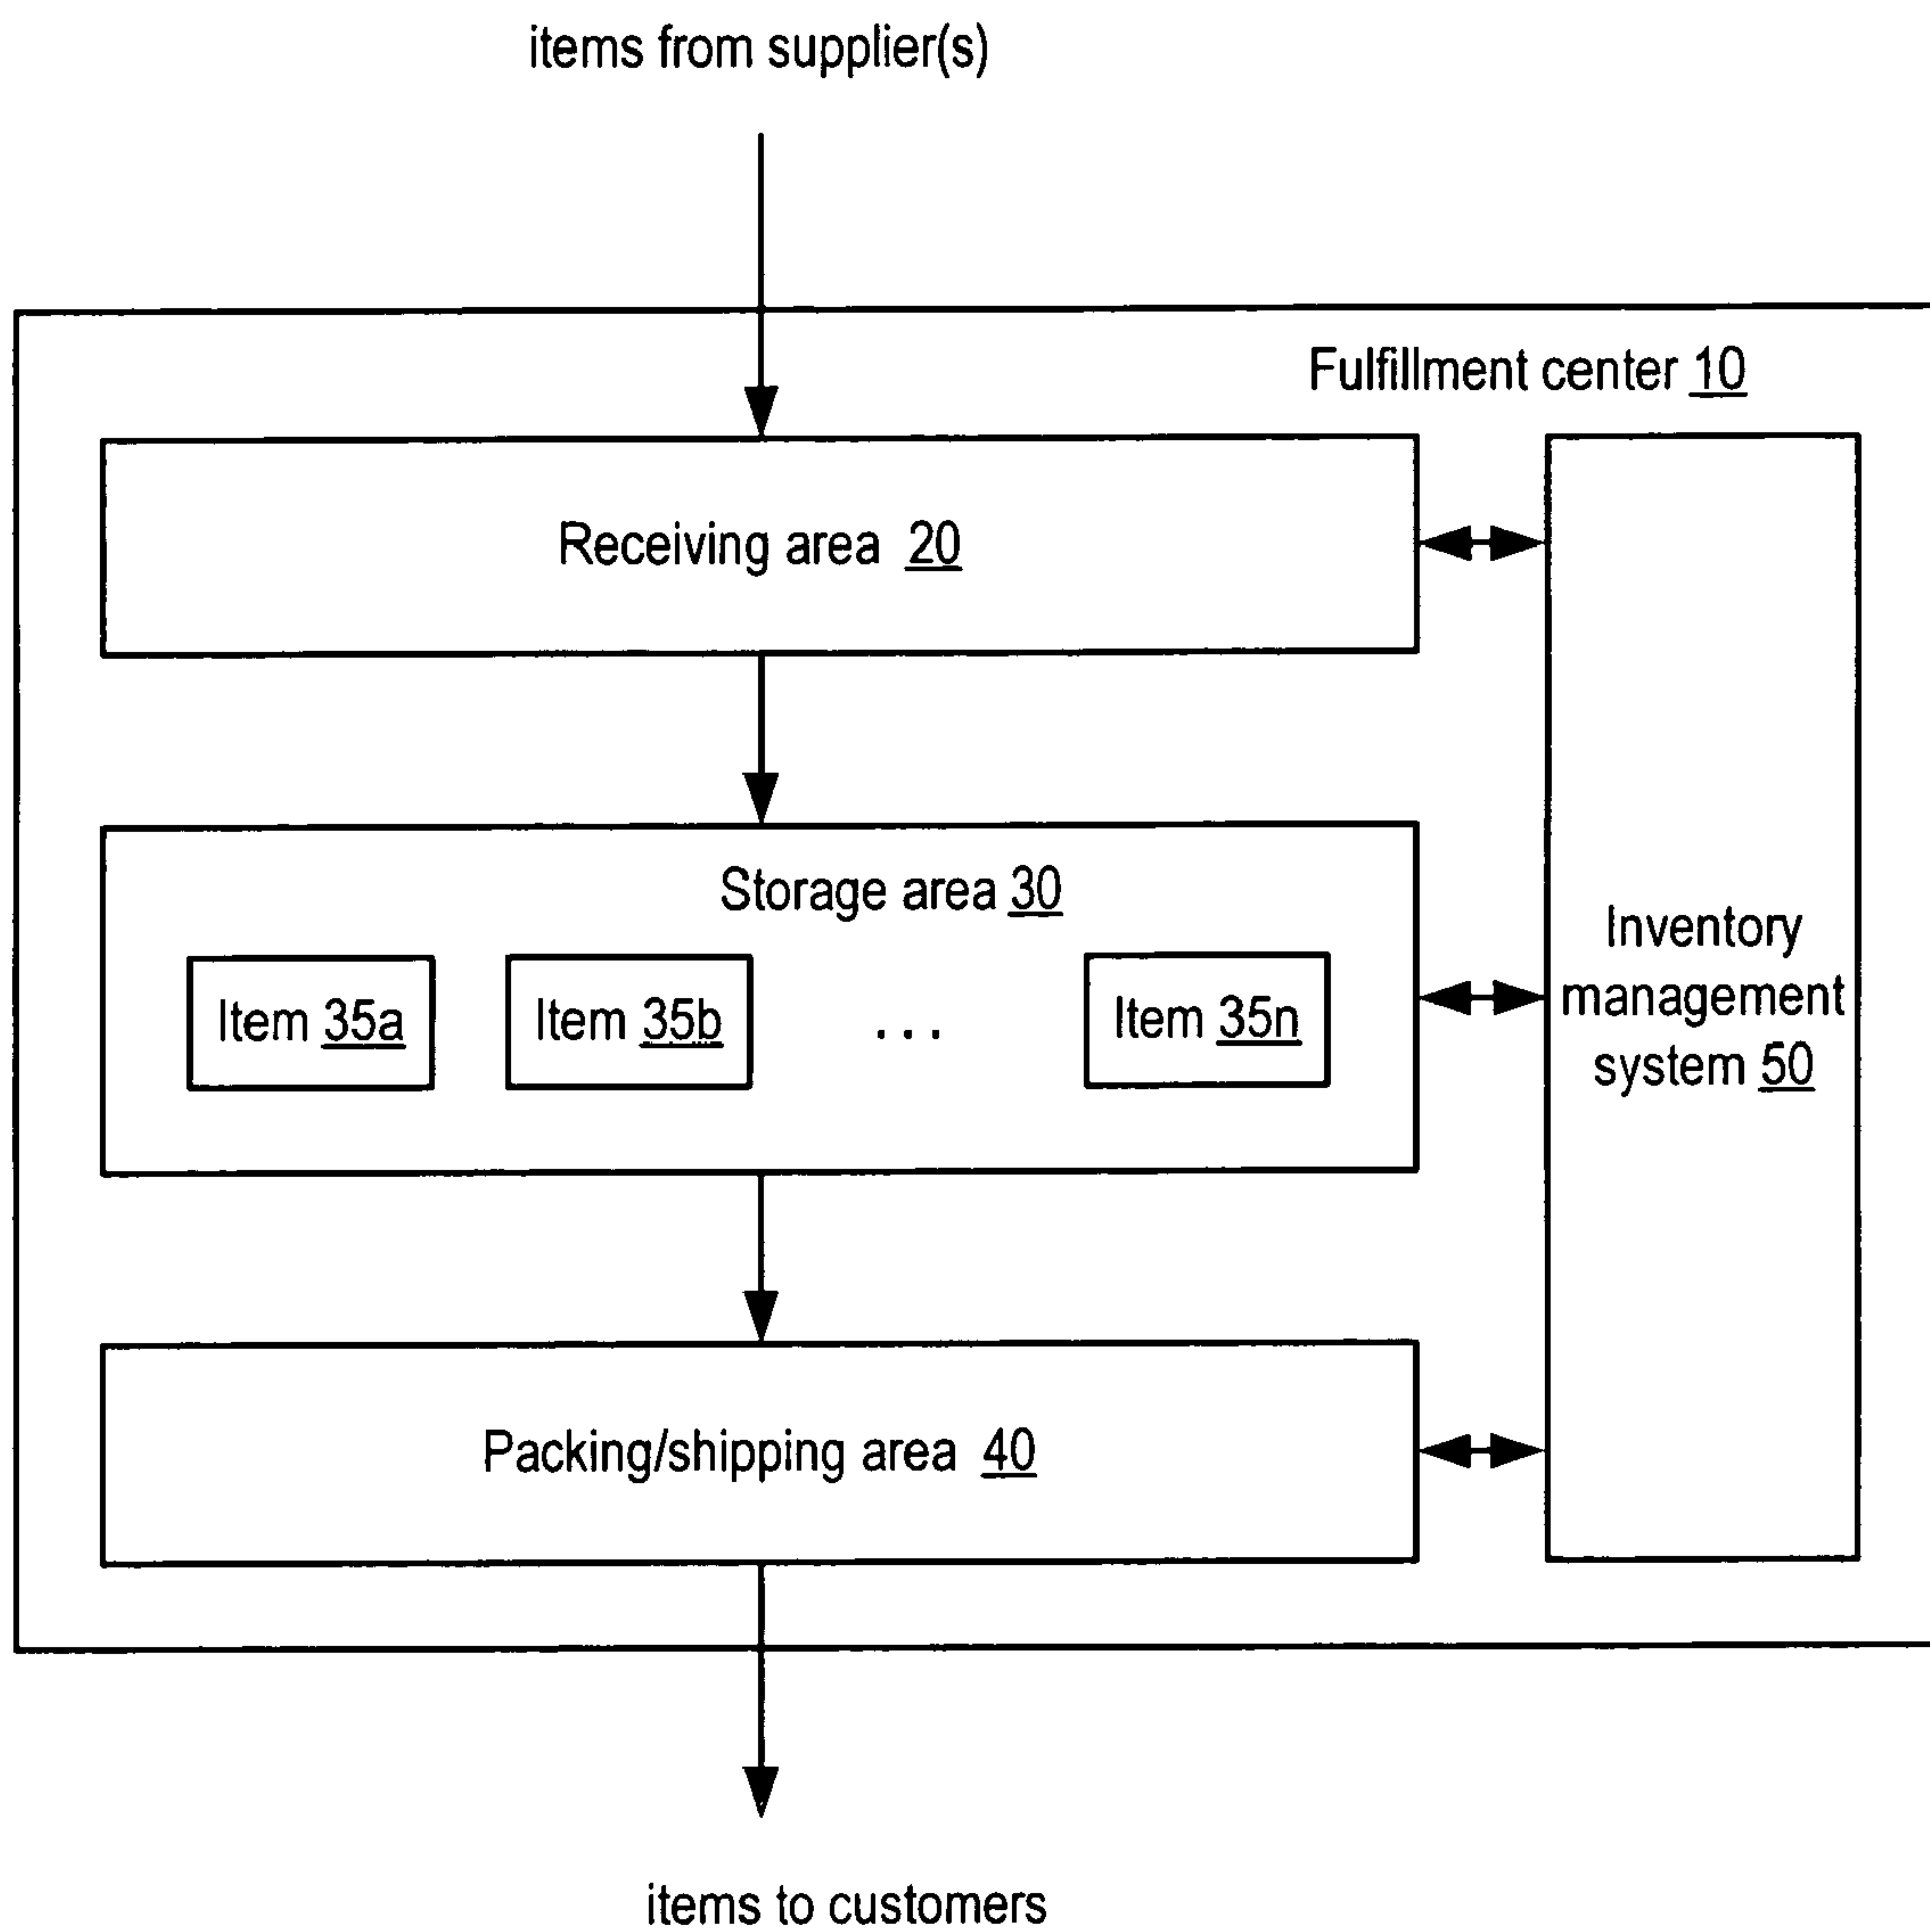 items from supplier(s)
Fulfillment center 10
Receiving area 20
Storage area 30
Item 35a
Item 35b
...
Item 35n
Inventory
management
system 50
Packing/shipping area 40
items to customers